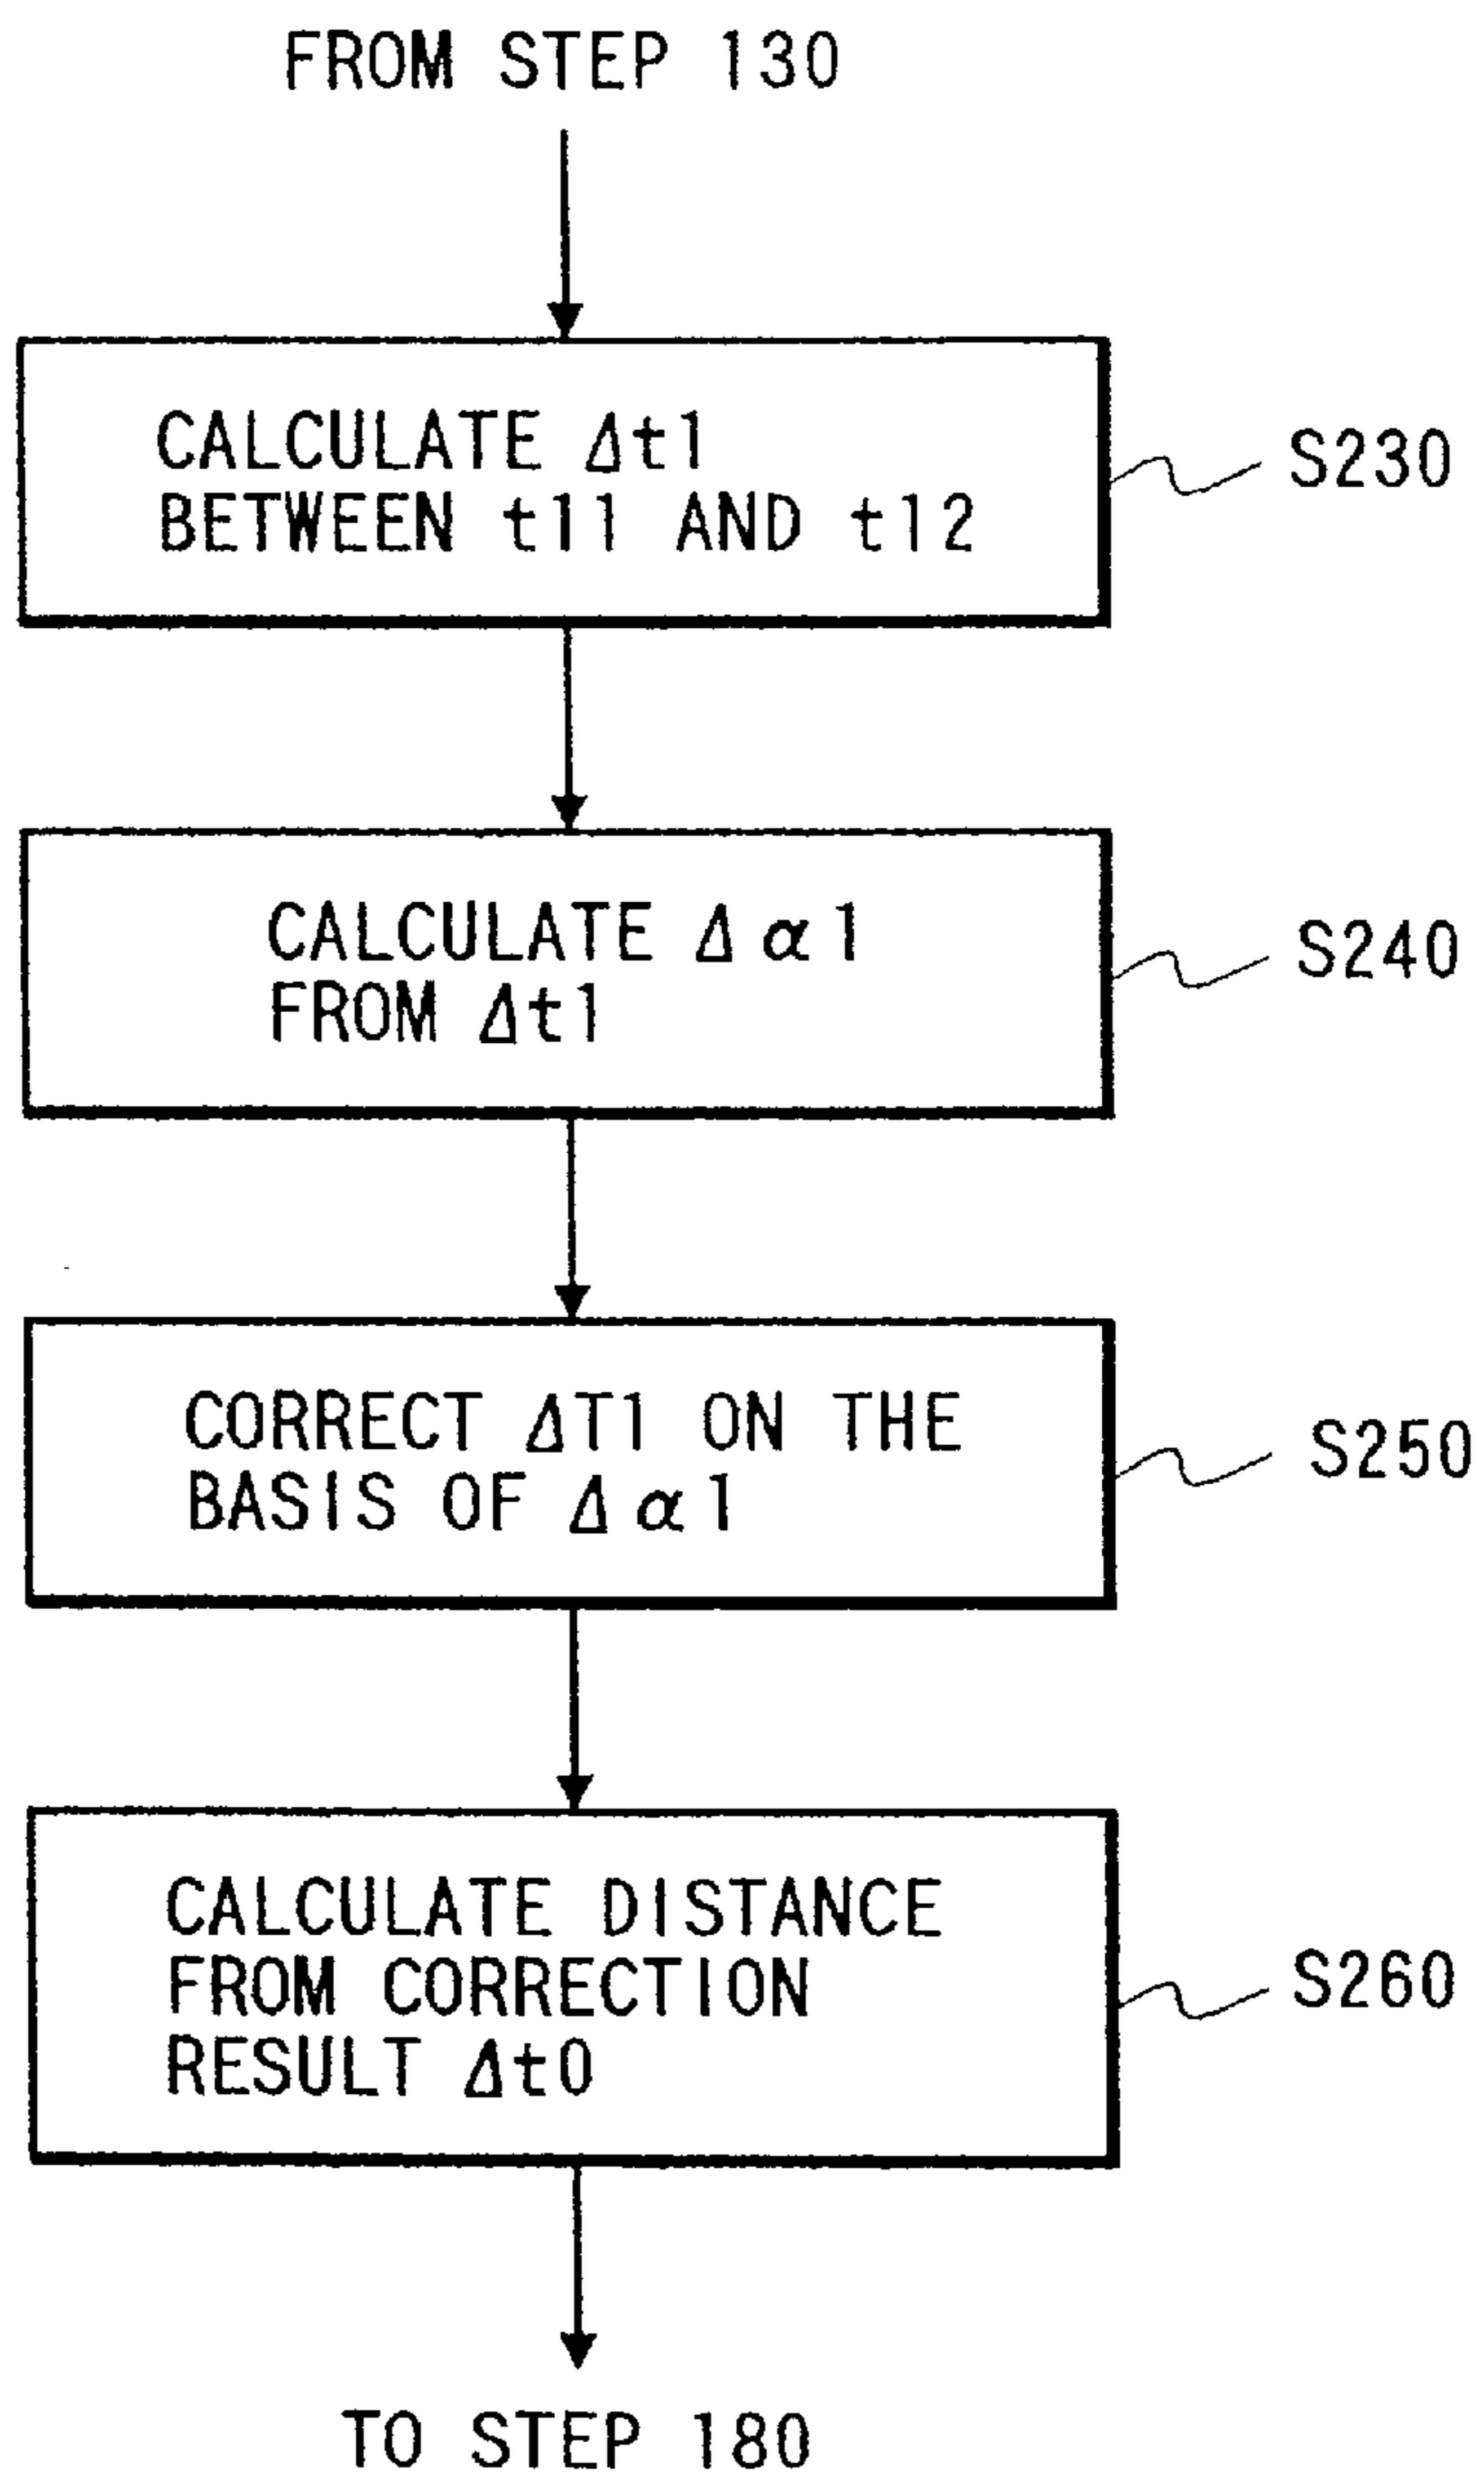 FROM STEP 130
CALCULATE Δt1
BETWEEN t11 AND t12
S230
CALCULATE Δα1
FROM Δt1
S240
CORRECT ΔT1 ON THE
BASIS OF Δα1
S250
CALCULATE DISTANCE
FROM CORRECTION
RESULT Δt0
S260
TO STEP 180